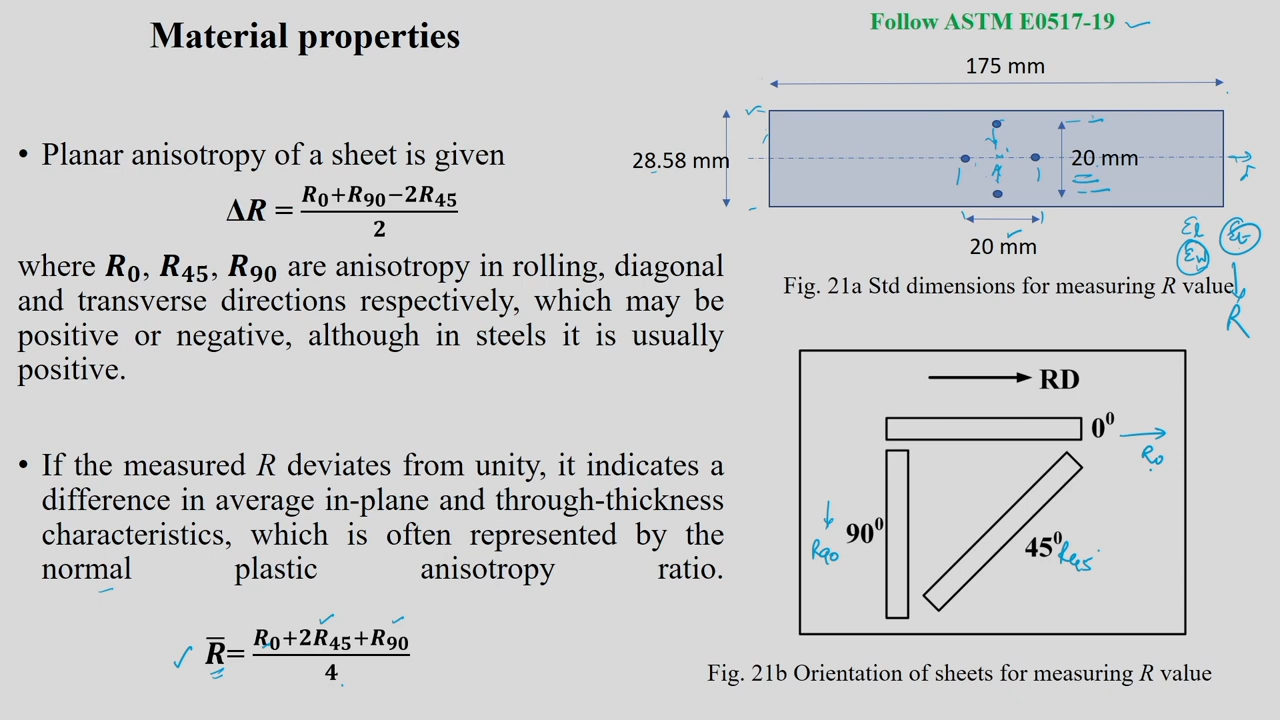 Material properties
Follow ASTM E0517-19
• Planar anisotropy of a sheet is given
ΔR = (R₀+R₉₀−2R₄₅)/2
where R₀, R₄₅, R₉₀ are anisotropy in rolling, diagonal
and transverse directions respectively, which may be
positive or negative, although in steels it is usually
positive.
• If the measured R deviates from unity, it indicates a
difference in average in-plane and through-thickness
characteristics, which is often represented by the
normal plastic anisotropy ratio.
R̅= (R₀+2R₄₅+R₉₀)/4
175 mm
28.58 mm
20 mm
20 mm
εl
εt
εw
R
Fig. 21a Std dimensions for measuring R value
RD
0⁰
R₀
90⁰
R₉₀
45⁰
R₄₅
Fig. 21b Orientation of sheets for measuring R value